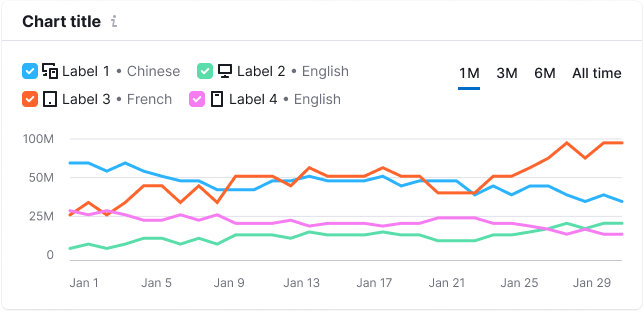 Chart title
Label 1 • Chinese Label 2 • English
Label 3 • French Label 4 • English
1M 3M 6M All time
100M
50M
25M
0
Jan 1 Jan 5 Jan 9 Jan 13 Jan 17 Jan 21 Jan 25 Jan 29